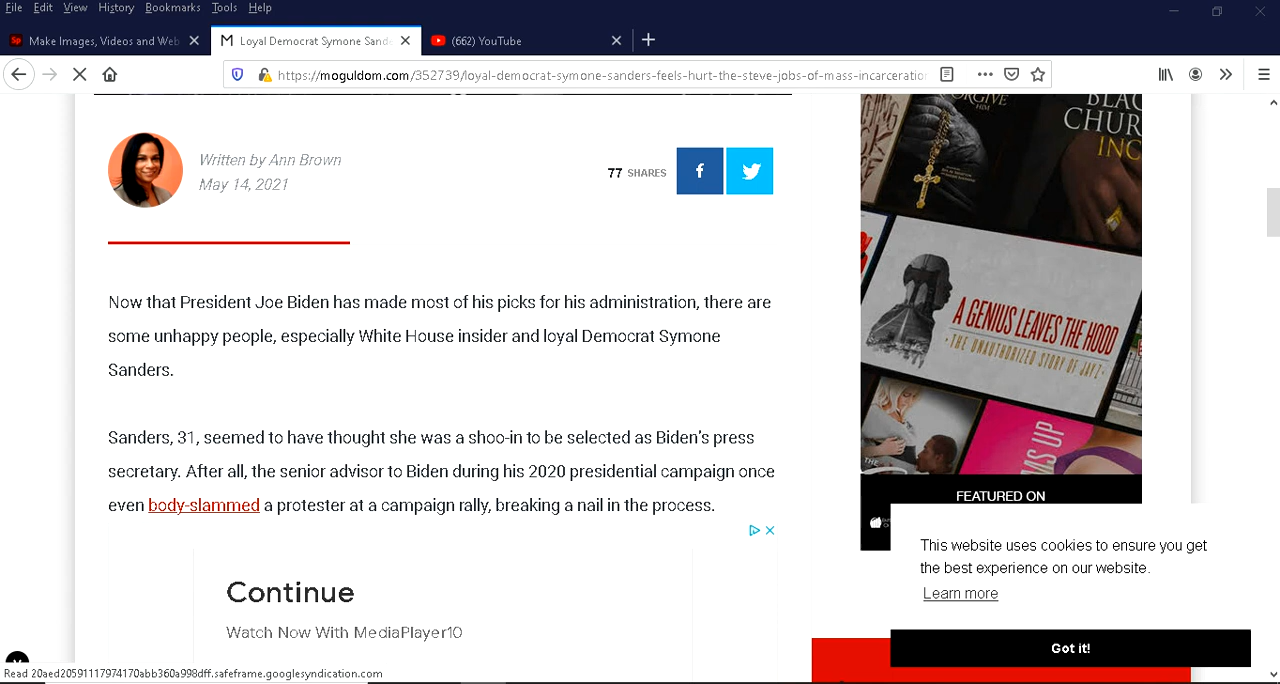 File Edit View History Bookmarks Tools Help
Make Images, Videos and Web
Loyal Democrat Symone Sand
(662) YouTube
https://moguldom.com/352739/loyal-democrat-symone-sanders-feels-hurt-the-steve-jobs-of-mass-incarceratio
Written by Ann Brown
May 14, 2021
77 SHARES
Now that President Joe Biden has made most of his picks for his administration, there are
some unhappy people, especially White House insider and loyal Democrat Symone
Sanders.
Sanders, 31, seemed to have thought she was a shoo-in to be selected as Biden's press
secretary. After all, the senior advisor to Biden during his 2020 presidential campaign once
even body-slammed a protester at a campaign rally, breaking a nail in the process.
Continue
Watch Now With MediaPlayer10
FORGIVE
HIM
BLAC
CHUR
INC
A GENIUS LEAVES THE HOOD
THE UNAUTHORIZED STORY OF JAY Z
MS UP
FEATURED ON
This website uses cookies to ensure you get
the best experience on our website.
Learn more
Got it!
Read 20aed20591117974170abb360a998dff.safeframe.googlesyndication.com